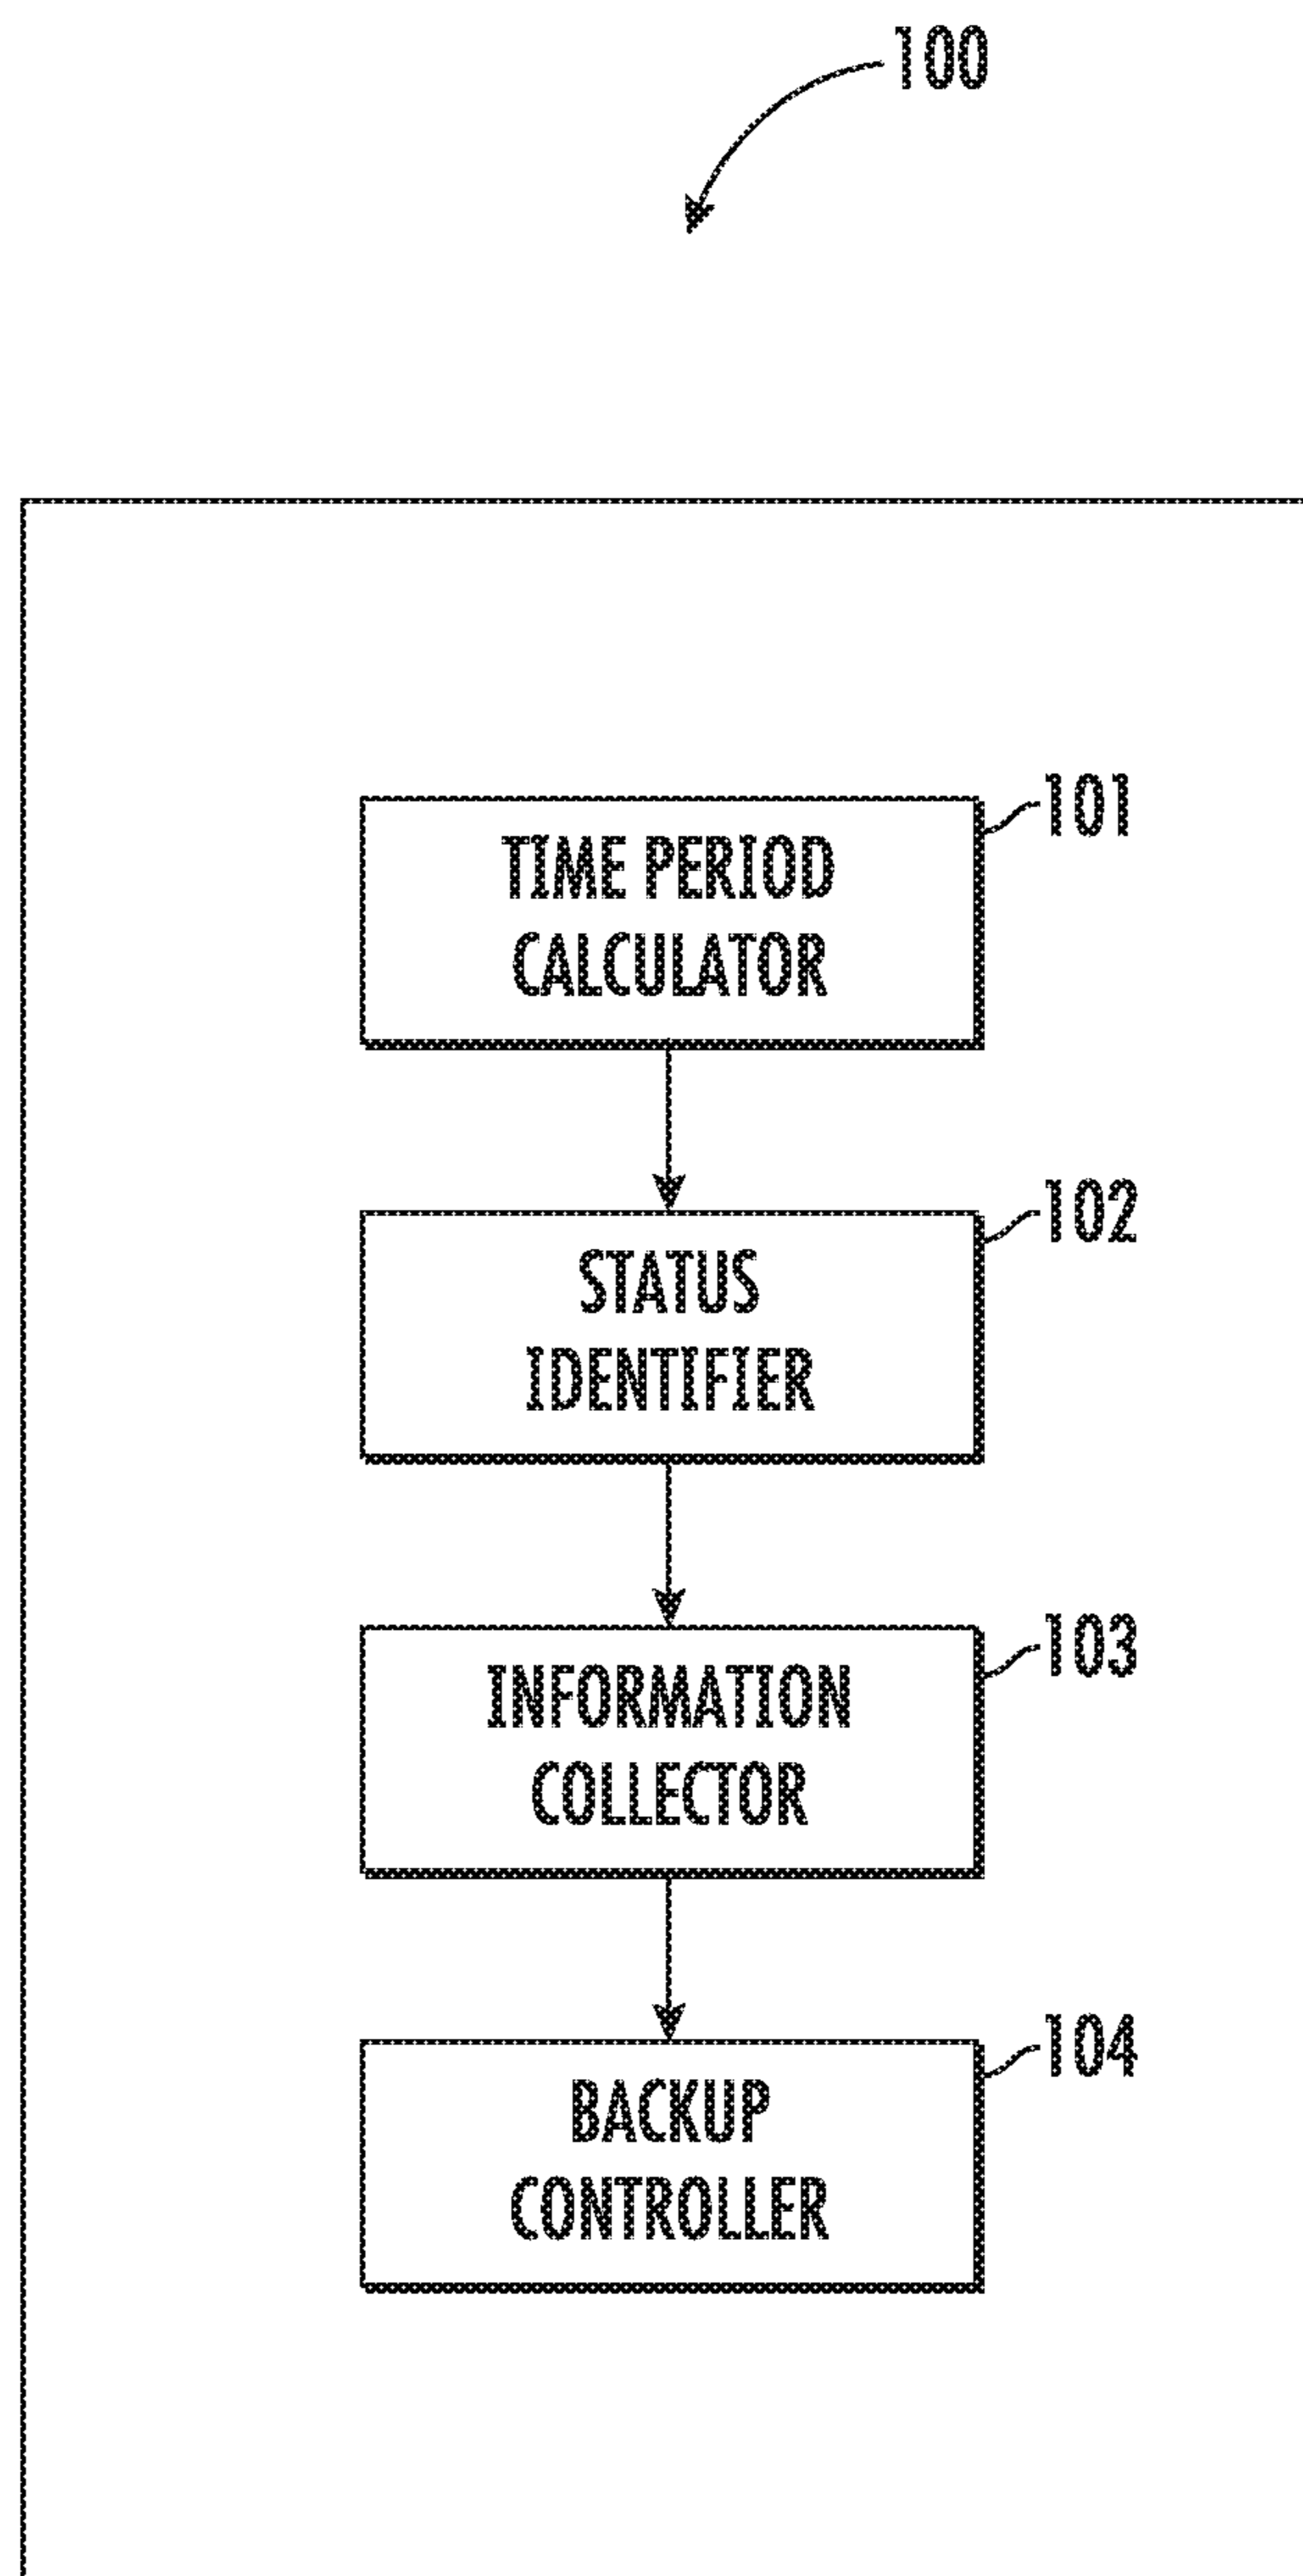 100
101
TIME PERIOD
CALCULATOR
102
STATUS
IDENTIFIER
103
INFORMATION
COLLECTOR
104
BACKUP
CONTROLLER